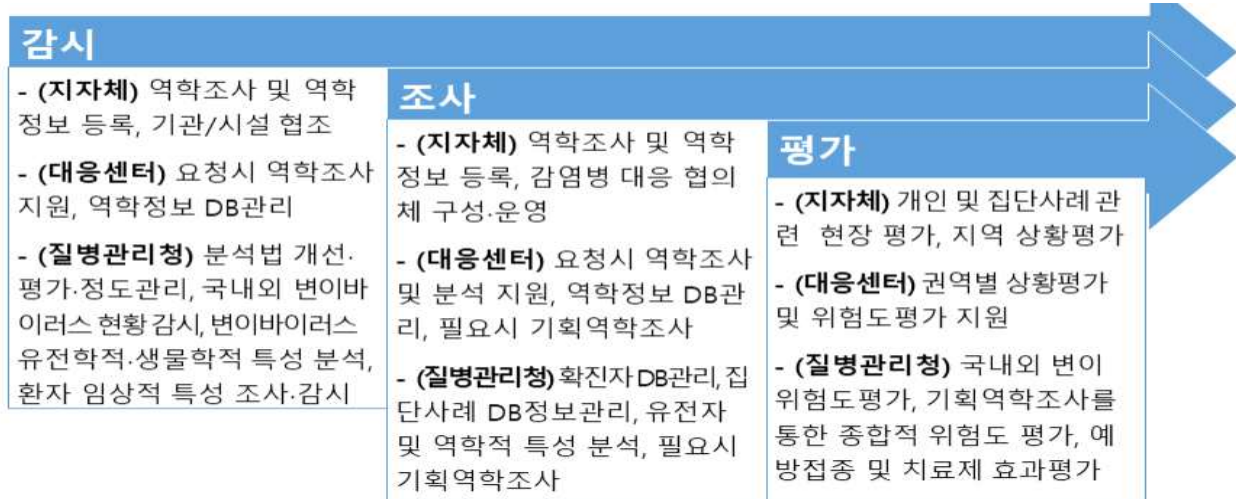 감시
- (지자체) 역학조사 및 역학
정보 등록, 기관/시설 협조
- (대응센터) 요청시 역학조사
지원, 역학정보 DB관리
- (질병관리청) 분석법 개선·
평가·정도관리, 국내외 변이바
이러스 현황 감시, 변이바이러스
유전학적·생물학적 특성 분석,
환자 임상적 특성 조사·감시
조사
- (지자체) 역학조사 및 역학
정보 등록, 감염병 대응 협의
체 구성·운영
- (대응센터) 요청시 역학조사
및 분석 지원, 역학정보 DB관
리, 필요시 기획역학조사
- (질병관리청) 확진자 DB관리, 집
단사례 DB정보관리, 유전자
및 역학적 특성 분석, 필요시
기획역학조사
평가
- (지자체) 개인 및 집단사례 관
련 현장 평가, 지역 상황평가
- (대응센터) 권역별 상황평가
및 위험도평가 지원
- (질병관리청) 국내외 변이
위험도평가, 기획역학조사를
통한 종합적 위험도 평가, 예
방접종 및 치료제 효과평가